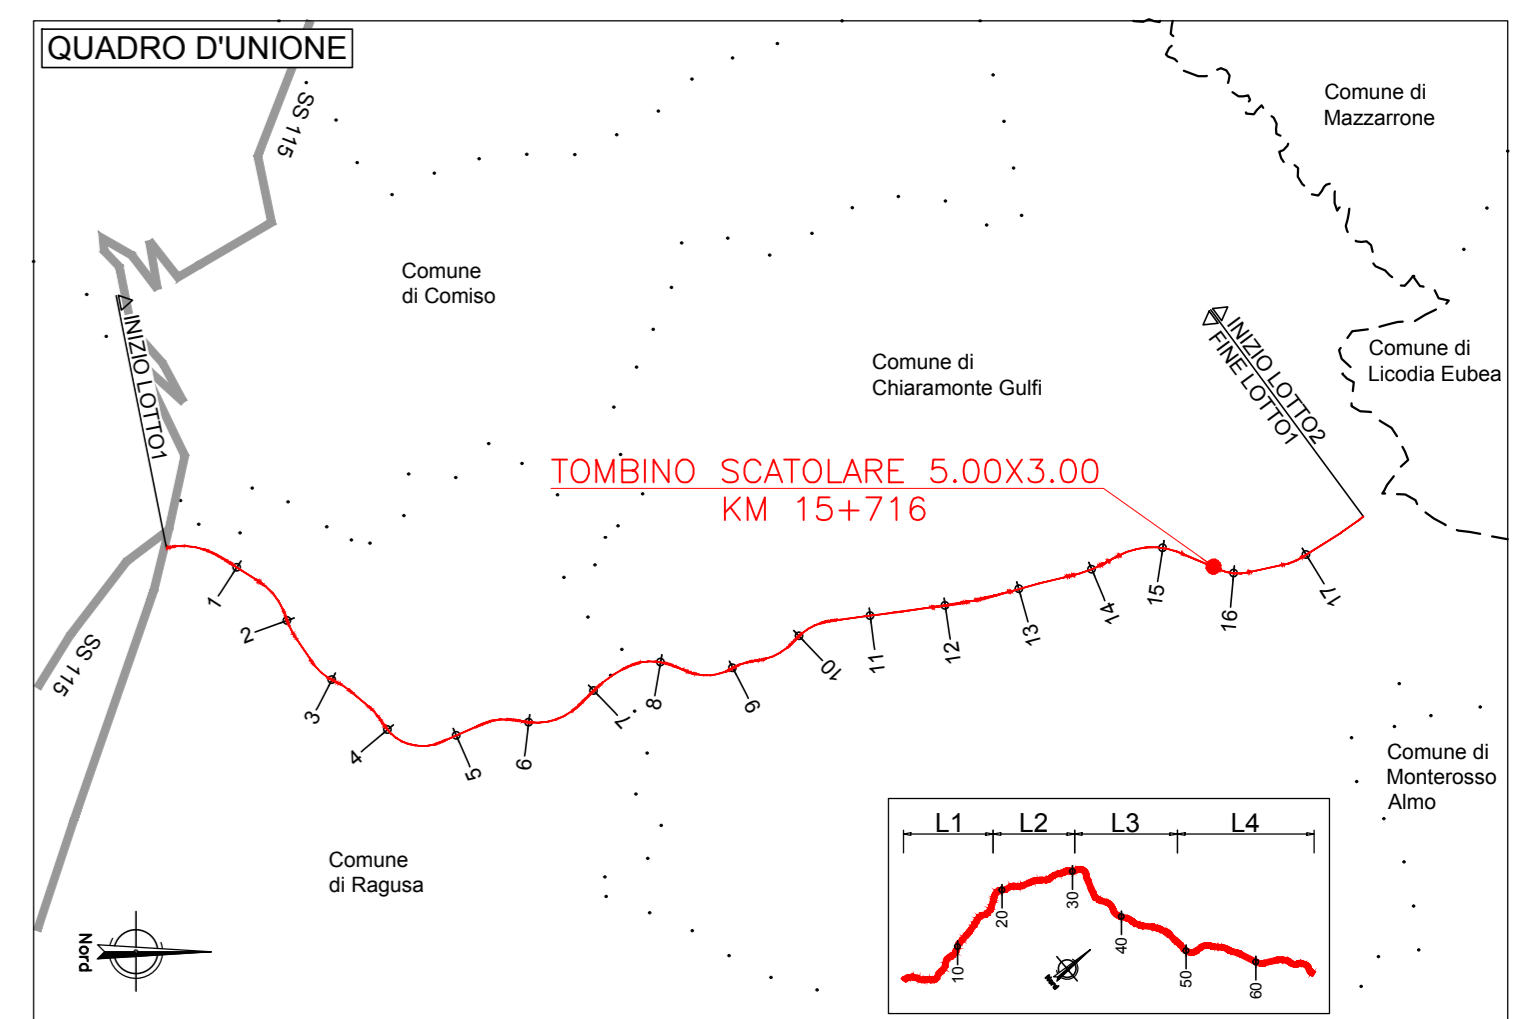 QUADRO D'UNIONE
SS 115
Comune di
Mazzarrone
Comune
di Comiso
INIZIO LOTTO1
INIZIO LOTTO2
FINE LOTTO1
Comune di
Licodia Eubea
Comune di
Chiaramonte Gulfi
TOMBINO SCATOLARE 5.00X3.00
KM 15+716
SS 115
1
2
3
4
5
6
7
8
9
10
11
12
13
14
15
16
17
Comune di
Monterosso
Almo
Comune
di Ragusa
Nord
L1
L2
L3
L4
10
20
30
40
50
60